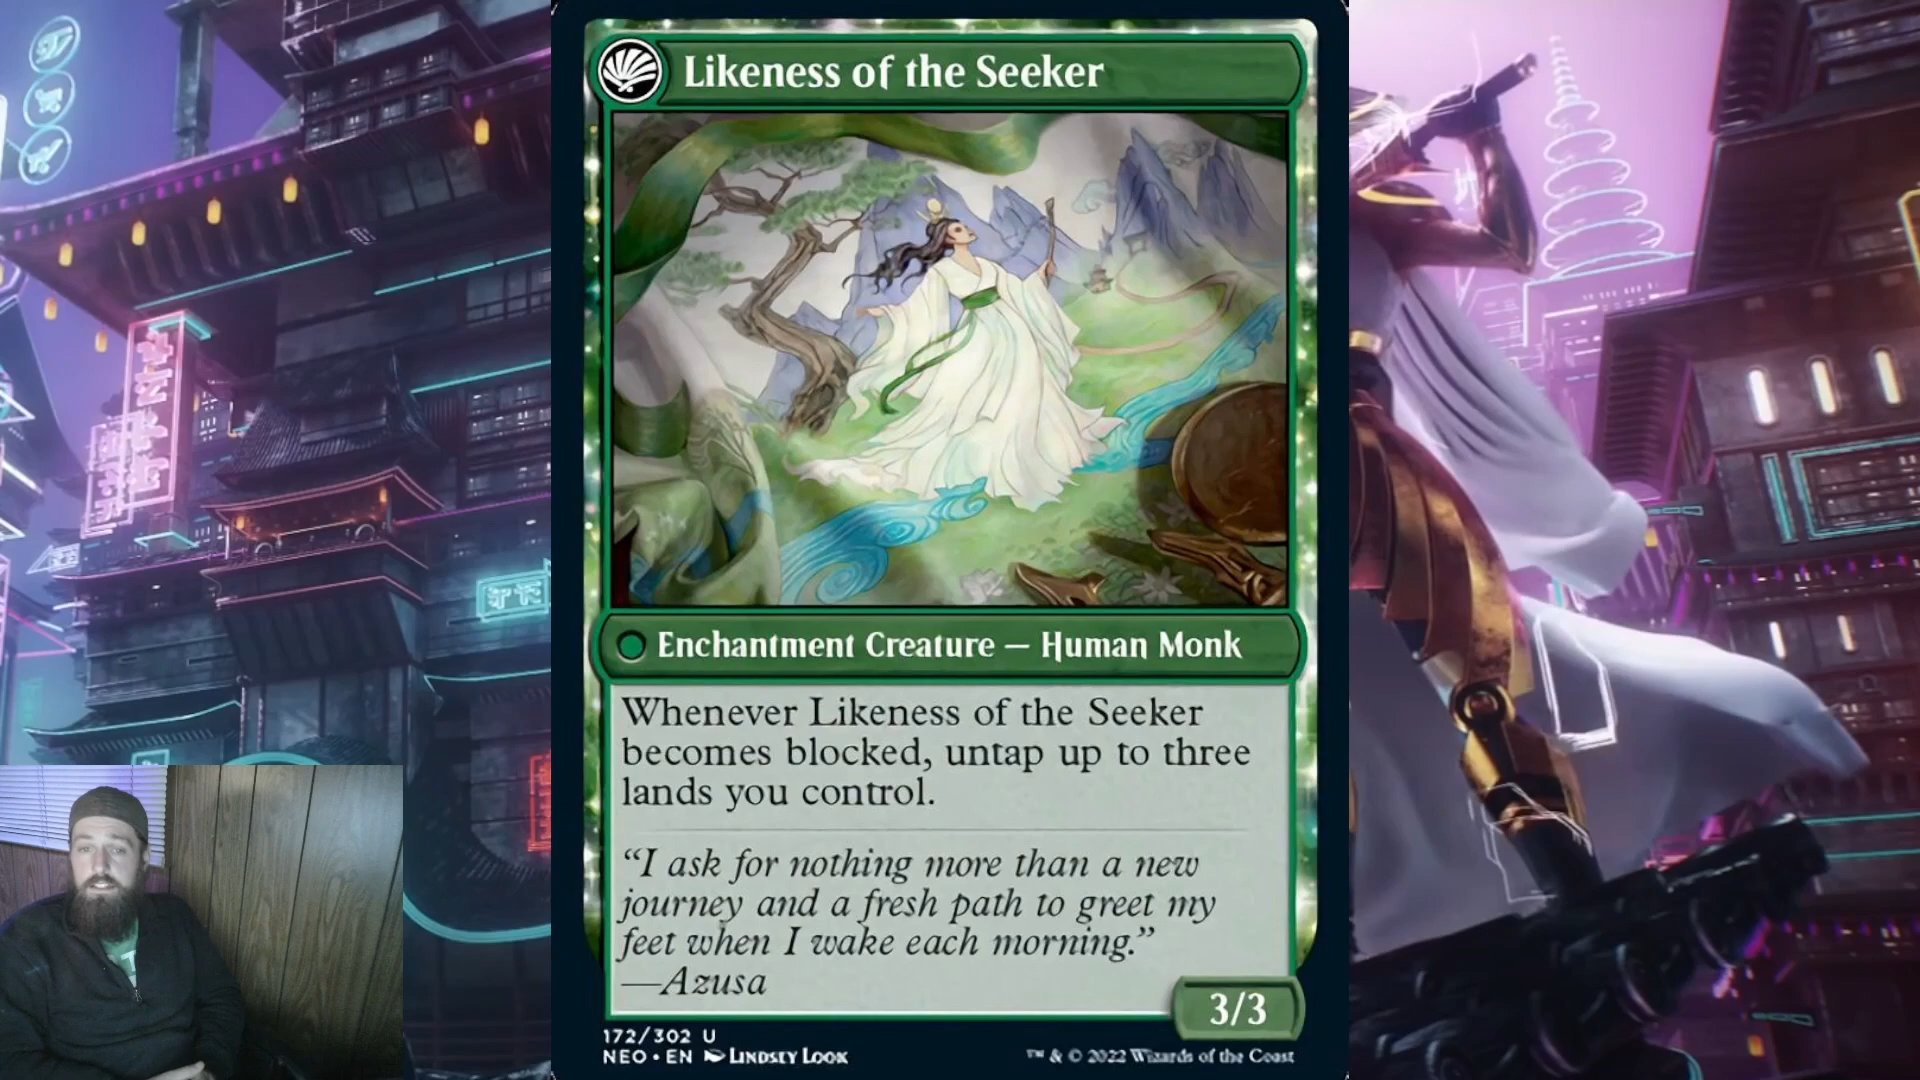 Likeness of the Seeker
Enchantment Creature — Human Monk
Whenever Likeness of the Seeker
becomes blocked, untap up to three
lands you control.
“I ask for nothing more than a new
journey and a fresh path to greet my
feet when I wake each morning.”
—Azusa
3/3
172/302 U
NEO • EN Lindsey Look
™ & © 2022 Wizards of the Coast